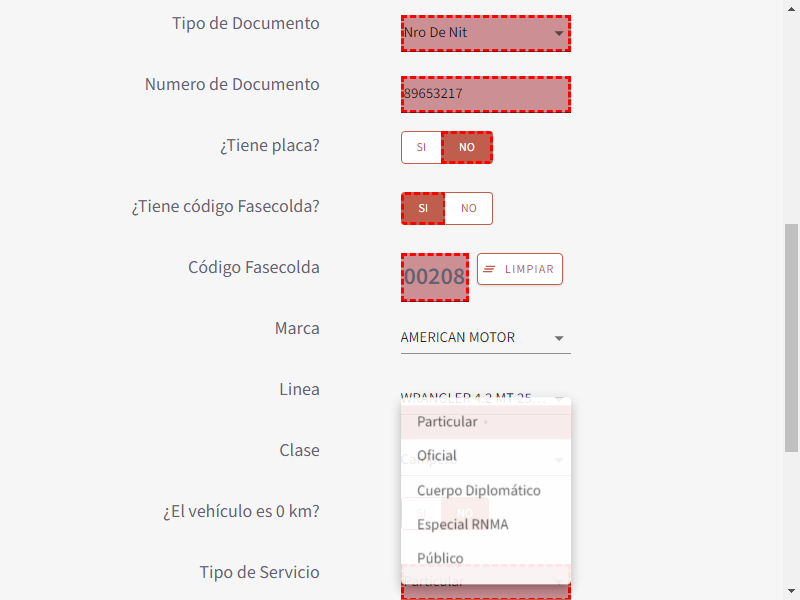 Tipo de Documento
Nro De Nit
Numero de Documento
89653217
¿Tiene placa?
SI NO
¿Tiene código Fasecolda?
SI NO
Código Fasecolda
00208 LIMPIAR
Marca
AMERICAN MOTOR
Linea
WRANGLER 4.2 MT 25...
Particular
Clase
Oficial
Cuerpo Diplomático
¿El vehículo es 0 km?
SI NO
Especial RNMA
Público
Tipo de Servicio
Particular